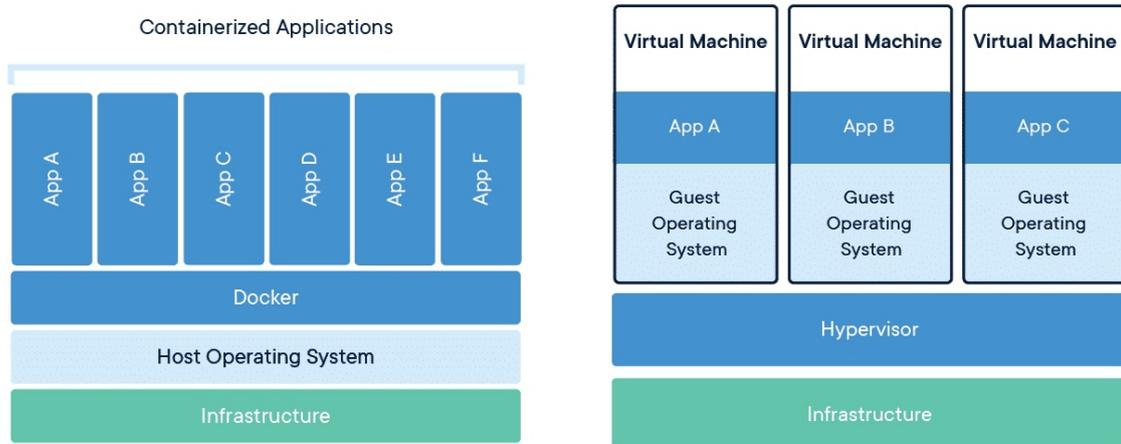 Containerized Applications
App A
App B
App C
App D
App E
App F
Docker
Host Operating System
Infrastructure
Virtual Machine
App A
Guest
Operating
System
Virtual Machine
App B
Guest
Operating
System
Virtual Machine
App C
Guest
Operating
System
Hypervisor
Infrastructure